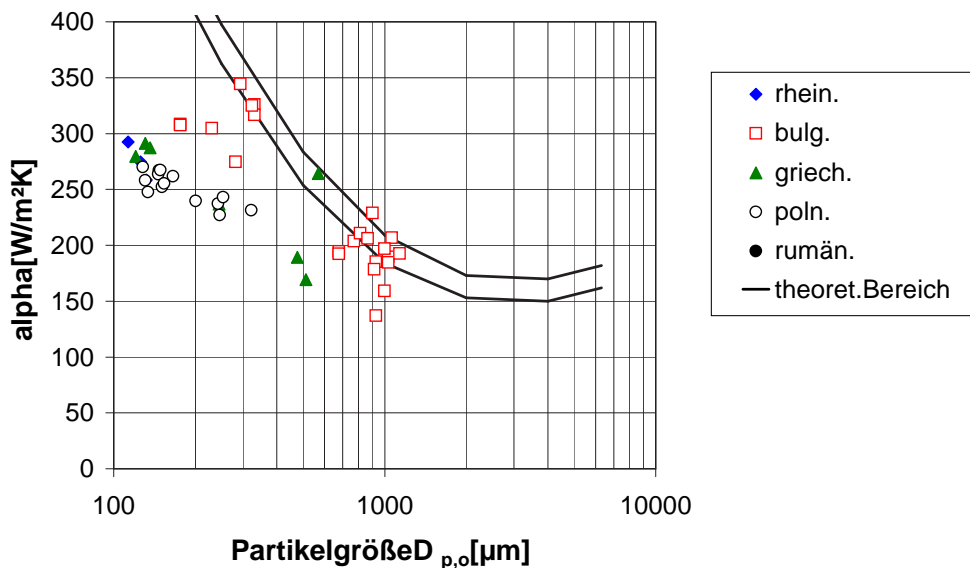 400
350
300
250
200
150
100
50
0
100
1000
10000
alpha[W/m²K]
PartikelgrößeD p,o[µm]
rhein.
bulg.
griech.
poln.
rumän.
theoret.Bereich